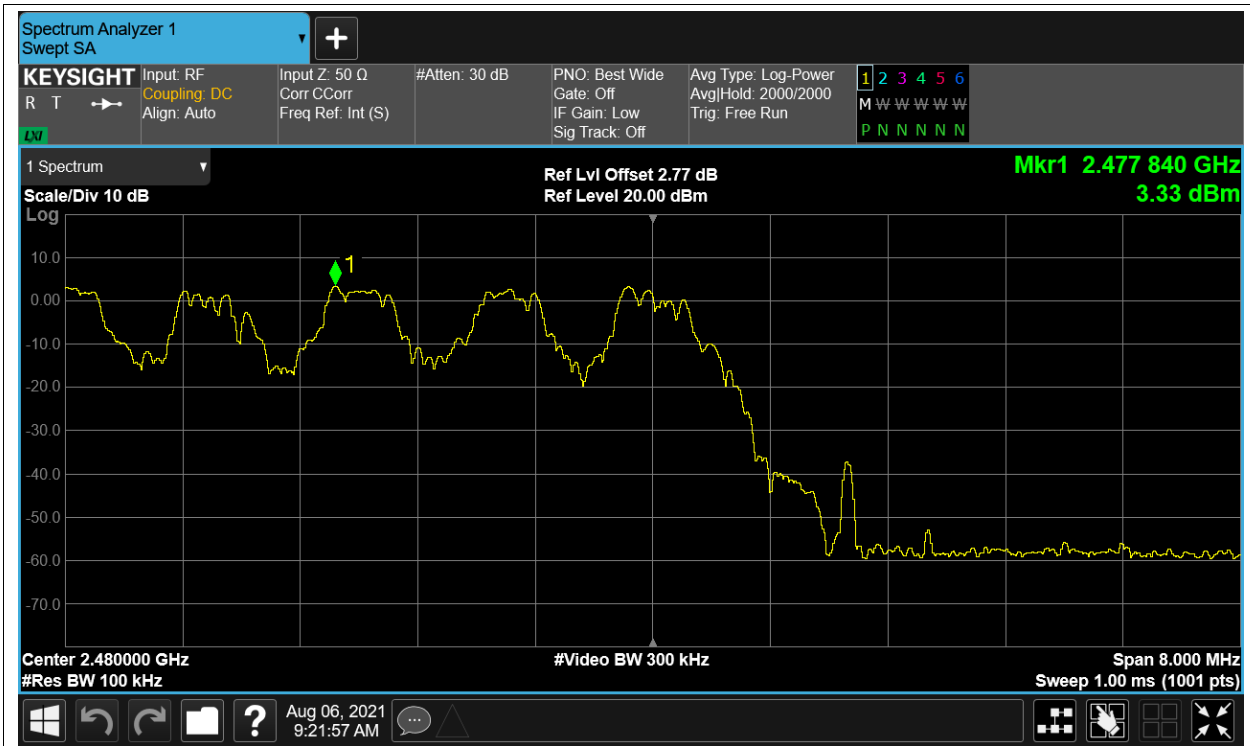 Spectrum Analyzer 1
Swept SA
KEYSIGHT
R T
LXI
Input: RF
Coupling: DC
Align: Auto
Input Z: 50 Ω
Corr CCorr
Freq Ref: Int (S)
#Atten: 30 dB
PNO: Best Wide
Gate: Off
IF Gain: Low
Sig Track: Off
Avg Type: Log-Power
Avg|Hold: 2000/2000
Trig: Free Run
1 2 3 4 5 6
M W W W W W
P N N N N N
1 Spectrum
Scale/Div 10 dB
Log
Ref Lvl Offset 2.77 dB
Ref Level 20.00 dBm
Mkr1 2.477 840 GHz
3.33 dBm
1
10.0
0.00
-10.0
-20.0
-30.0
-40.0
-50.0
-60.0
-70.0
Center 2.480000 GHz
#Res BW 100 kHz
#Video BW 300 kHz
Span 8.000 MHz
Sweep 1.00 ms (1001 pts)
?
Aug 06, 2021
9:21:57 AM